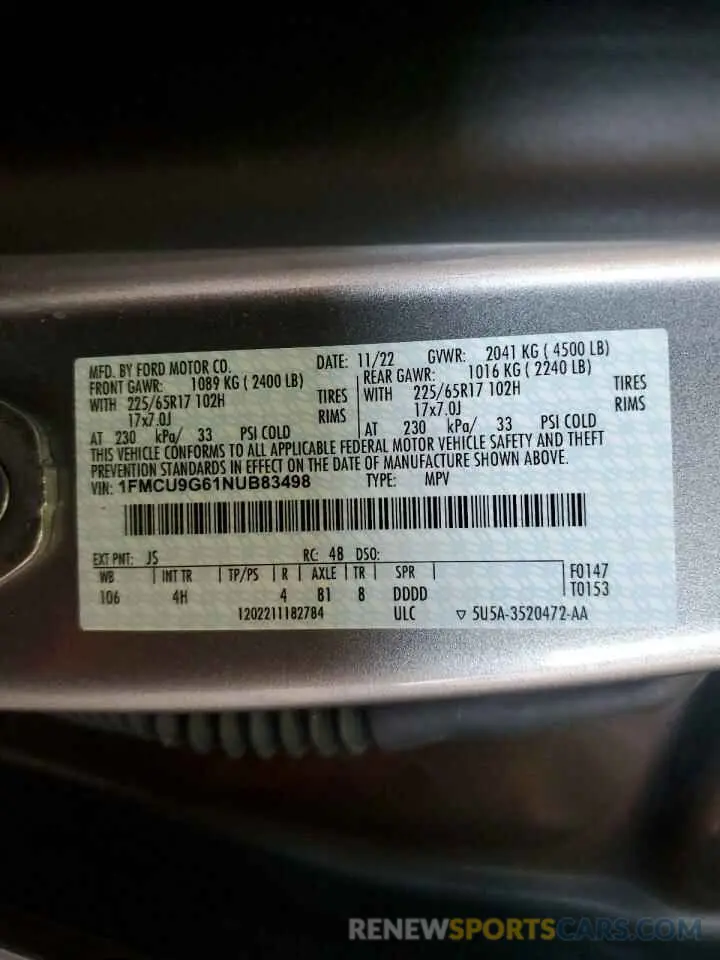 MFD. BY FORD MOTOR CO. DATE: 11/22 GVWR: 2041 KG ( 4500 LB)
FRONT GAWR: 1089 KG ( 2400 LB) REAR GAWR: 1016 KG ( 2240 LB)
WITH 225/65R17 102H TIRES WITH 225/65R17 102H TIRES
17x7.0J RIMS 17x7.0J RIMS
AT 230 kPa/ 33 PSI COLD AT 230 kPa/ 33 PSI COLD
THIS VEHICLE CONFORMS TO ALL APPLICABLE FEDERAL MOTOR VEHICLE SAFETY AND THEFT
PREVENTION STANDARDS IN EFFECT ON THE DATE OF MANUFACTURE SHOWN ABOVE.
VIN: 1FMCU9G61NUB83498 TYPE: MPV
EXT PNT: JS RC: 48 DSO:
WB INT TR TP/PS R AXLE TR SPR F0147
106 4H 4 81 8 DDDD T0153
1202211182784 ULC ▽ 5U5A-3520472-AA
RENEWSPORTSCARS.COM